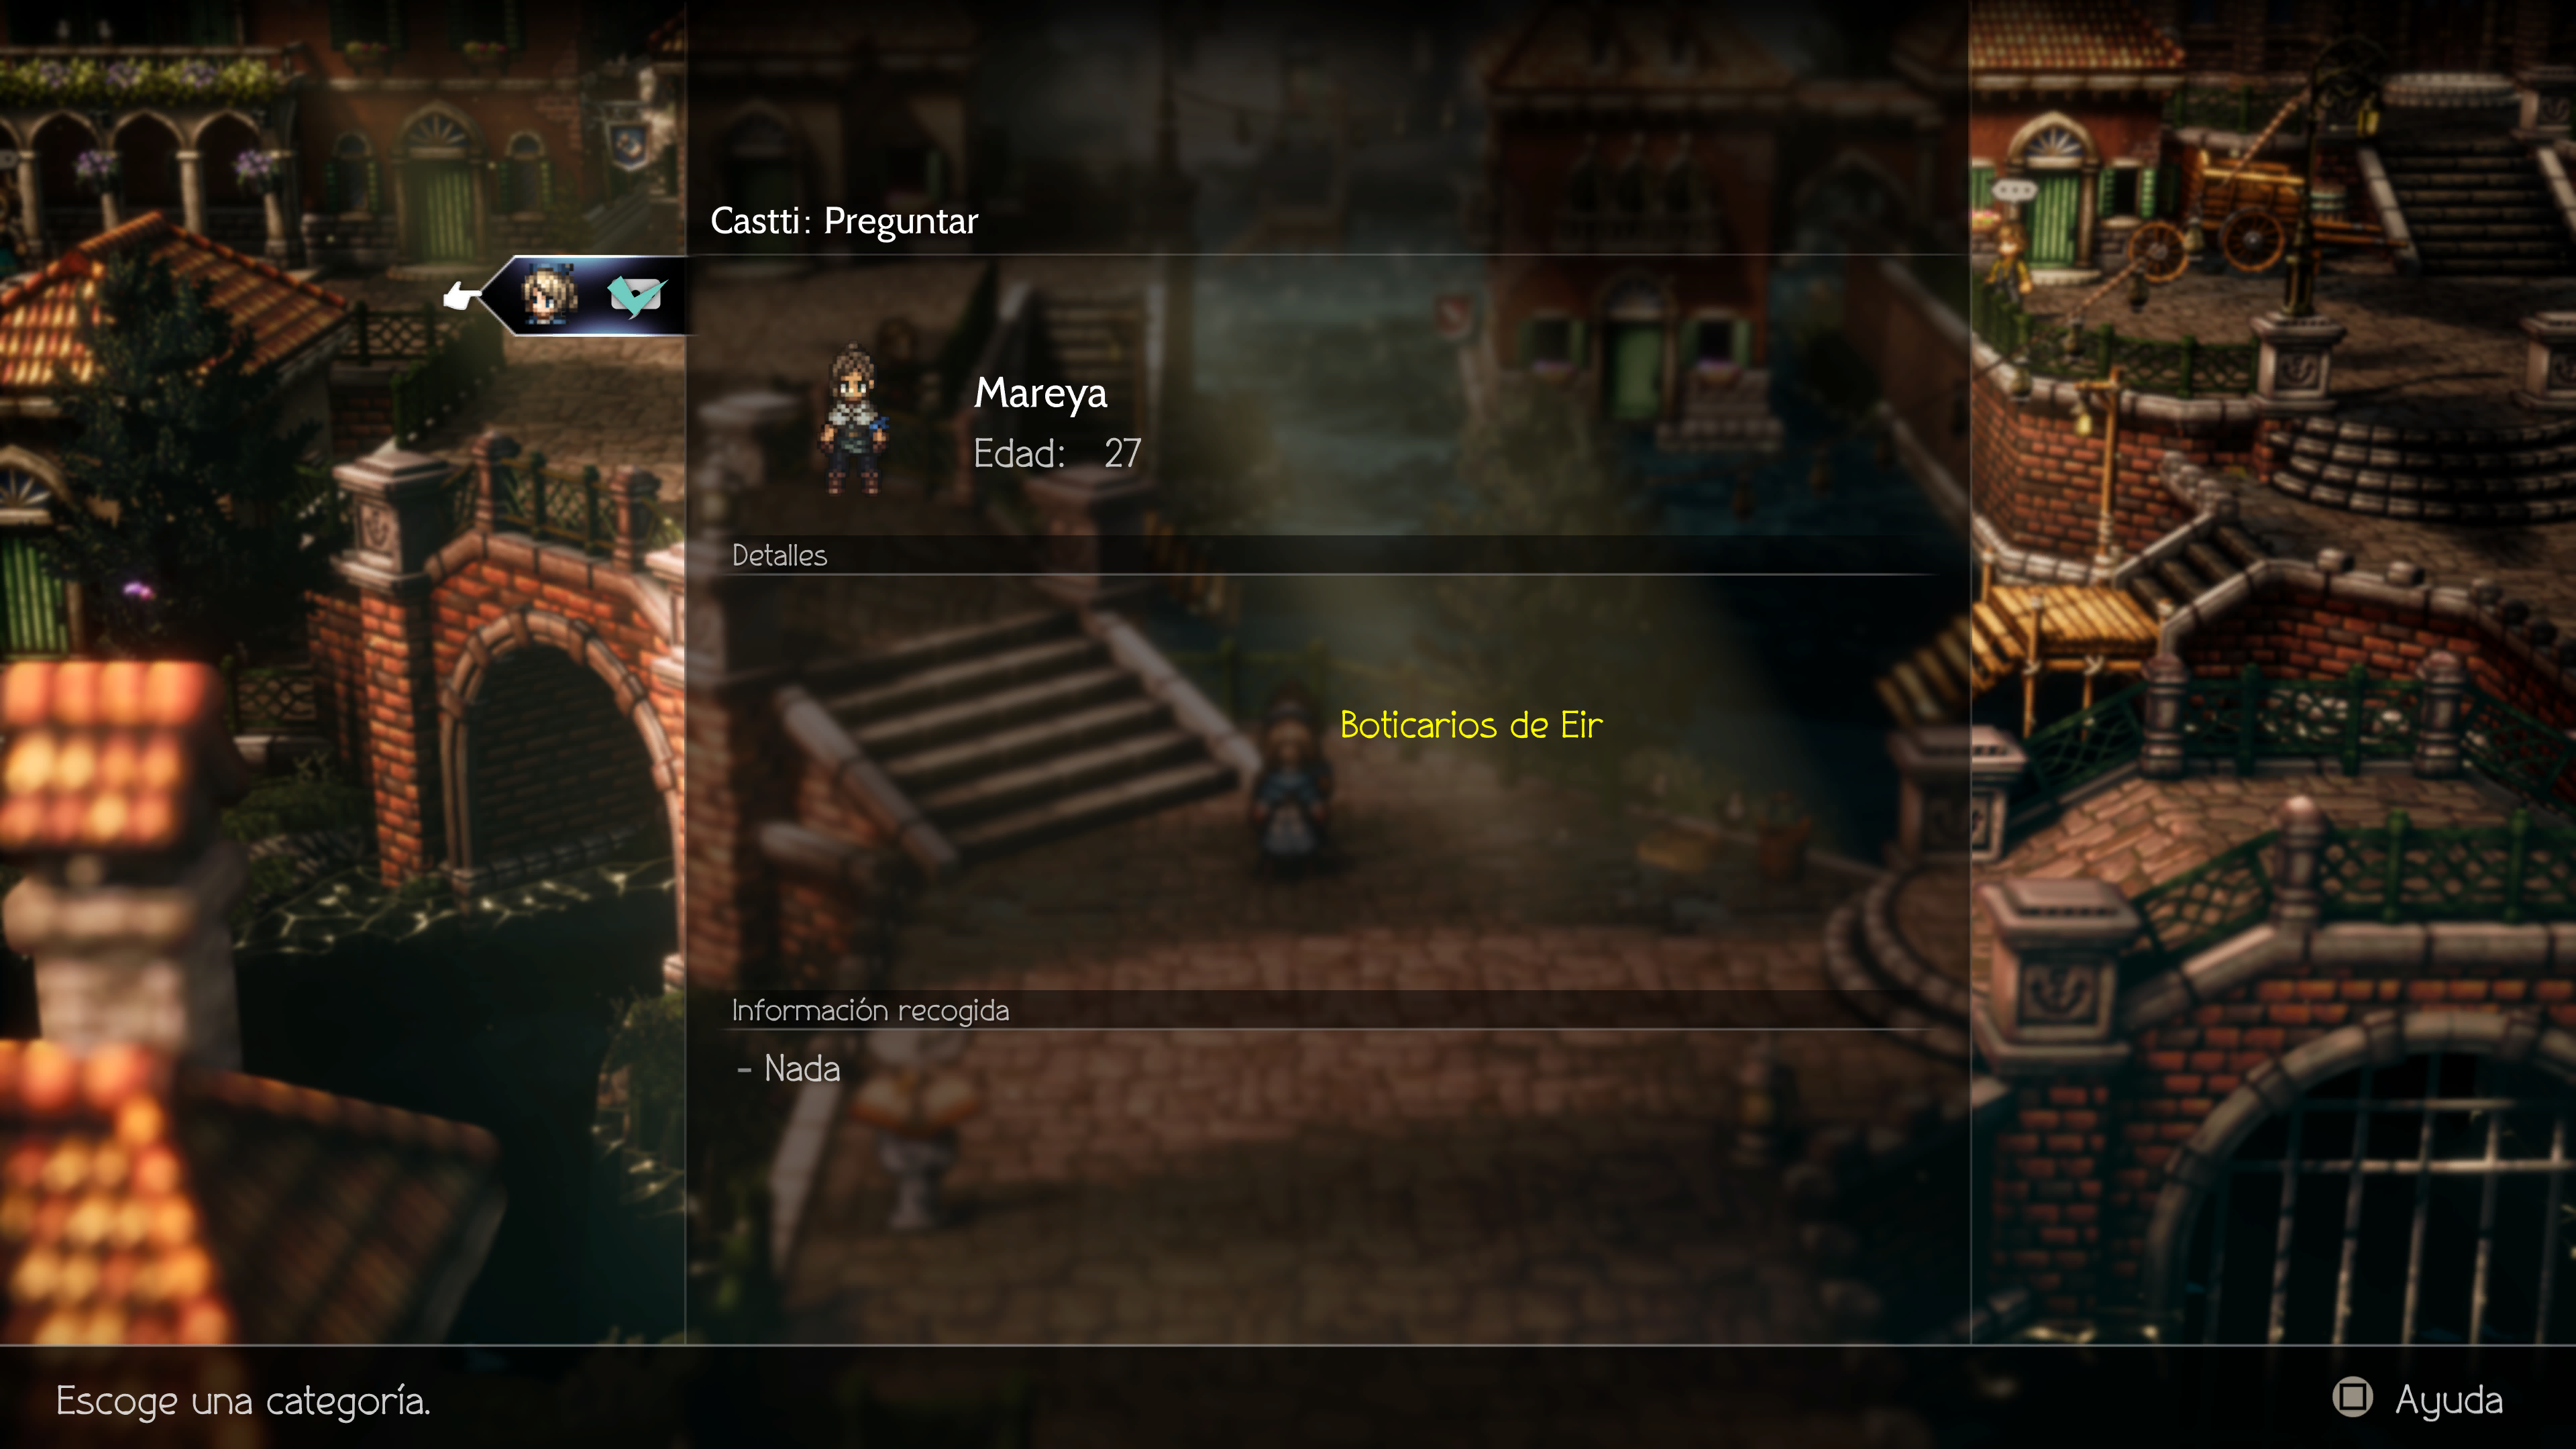 Castti: Preguntar
Mareya
Edad: 27
Detalles
Boticarios de Eir
Información recogida
- Nada
Escoge una categoría.
Ayuda